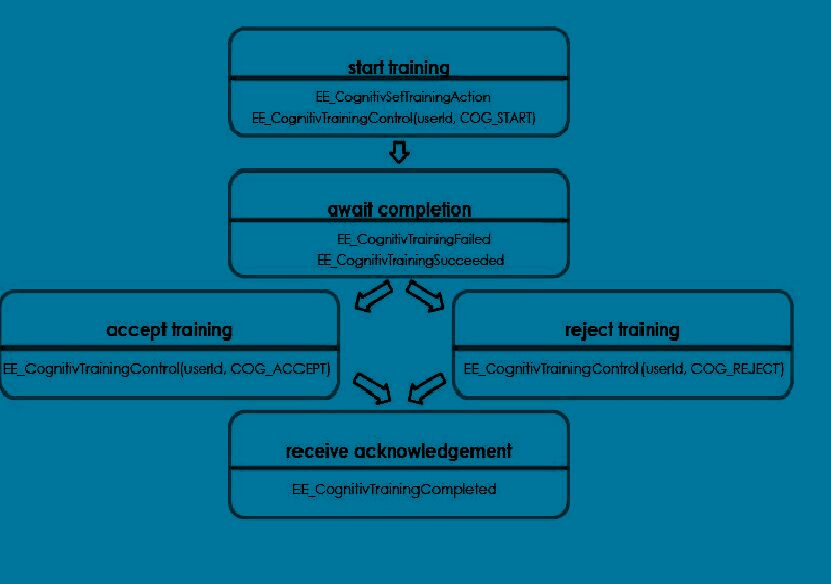 start training
EE_CognitivSetTrainingAction
EE_CognitivTrainingControl(userId, COG_START)
await completion
EE_CognitivTrainingFailed
EE_CognitivTrainingSucceeded
accept training
EE_CognitivTrainingControl(userId, COG_ACCEPT)
reject training
EE_CognitivTrainingControl(userId, COG_REJECT)
receive acknowledgement
EE_CognitivTrainingCompleted